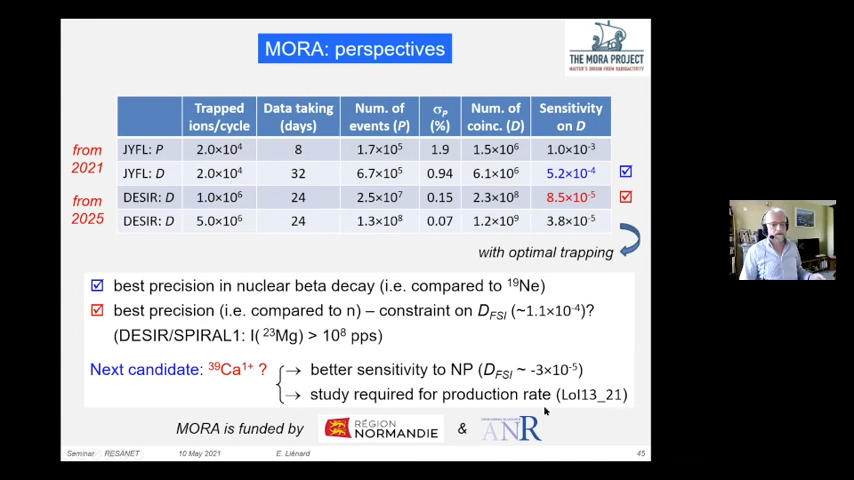 MORA: perspectives
THE MORA PROJECT
MATTER'S ORIGIN FROM RADIOACTIVITY
Trapped ions/cycle Data taking (days) Num. of events (P) σP (%) Num. of coinc. (D) Sensitivity on D
from 2021
JYFL: P 2.0×10⁴ 8 1.7×10⁵ 1.9 1.5×10⁶ 1.0×10⁻³
JYFL: D 2.0×10⁴ 32 6.7×10⁵ 0.94 6.1×10⁶ 5.2×10⁻⁴ ☑
from 2025
DESIR: D 1.0×10⁶ 24 2.5×10⁷ 0.15 2.3×10⁸ 8.5×10⁻⁵ ☑
DESIR: D 5.0×10⁶ 24 1.3×10⁸ 0.07 1.2×10⁹ 3.8×10⁻⁵
with optimal trapping
☑ best precision in nuclear beta decay (i.e. compared to ¹⁹Ne)
☑ best precision (i.e. compared to n) – constraint on D_FSI (~1.1×10⁻⁴)?
(DESIR/SPIRAL1: I( ²³Mg) > 10⁸ pps)
Next candidate: ³⁹Ca¹⁺ ? → better sensitivity to NP (D_FSI ~ -3×10⁻⁵)
→ study required for production rate (LoI13_21)
MORA is funded by RÉGION NORMANDIE & ANR
Seminar RESANET 10 May 2021 E. Liénard 45